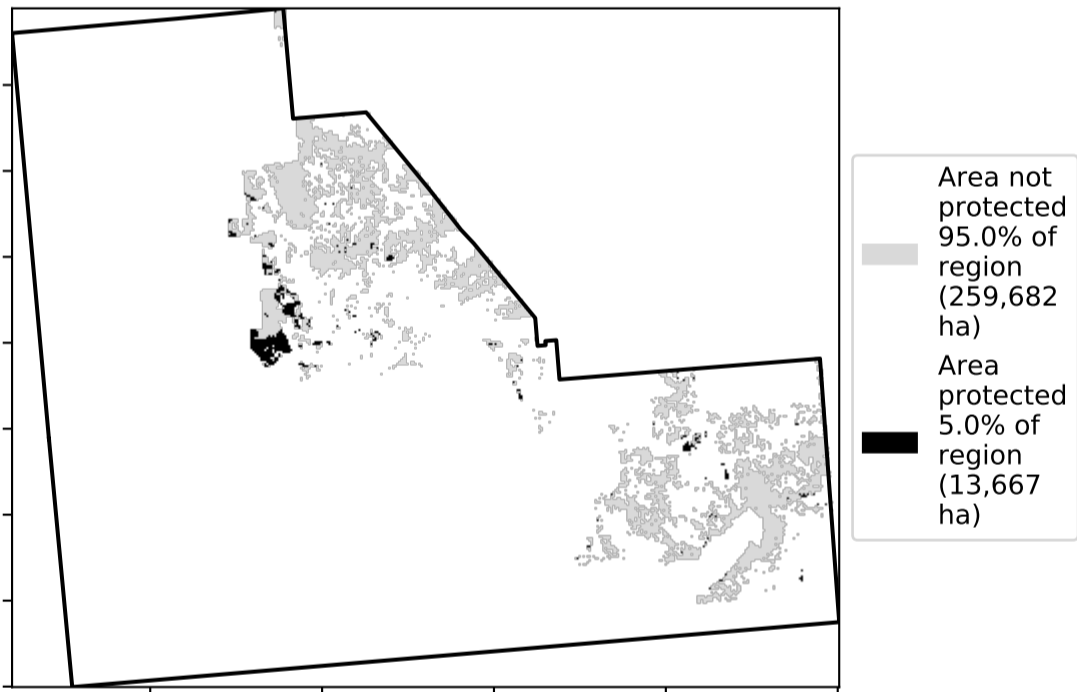 Area not
protected
95.0% of
region
(259,682
ha)
Area
protected
5.0% of
region
(13,667
ha)